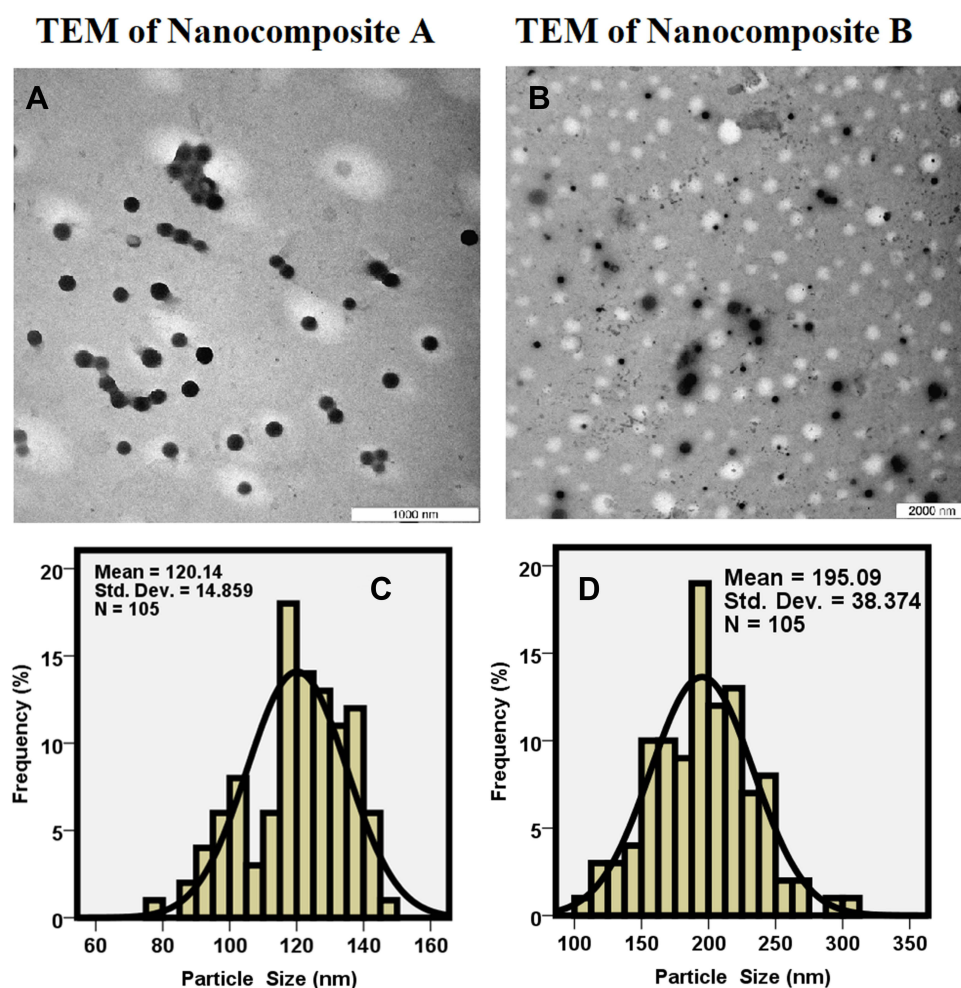 TEM of Nanocomposite A
TEM of Nanocomposite B
A
B
1000 nm
2000 nm
Mean = 120.14
Std. Dev. = 14.859
N = 105
C
20
15
10
5
0
Frequency (%)
60
80
100
120
140
160
Particle Size (nm)
D
Mean = 195.09
Std. Dev. = 38.374
N = 105
20
15
10
5
0
Frequency (%)
100
150
200
250
300
350
Particle Size (nm)